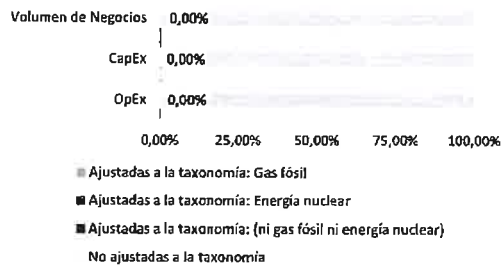 Volumen de Negocios 0,00%
CapEx 0,00%
OpEx 0,00%
0,00% 25,00% 50,00% 75,00% 100,00%
Ajustadas a la taxonomía: Gas fósil
Ajustadas a la taxonomía: Energía nuclear
Ajustadas a la taxonomía: (ni gas fósil ni energía nuclear)
No ajustadas a la taxonomía